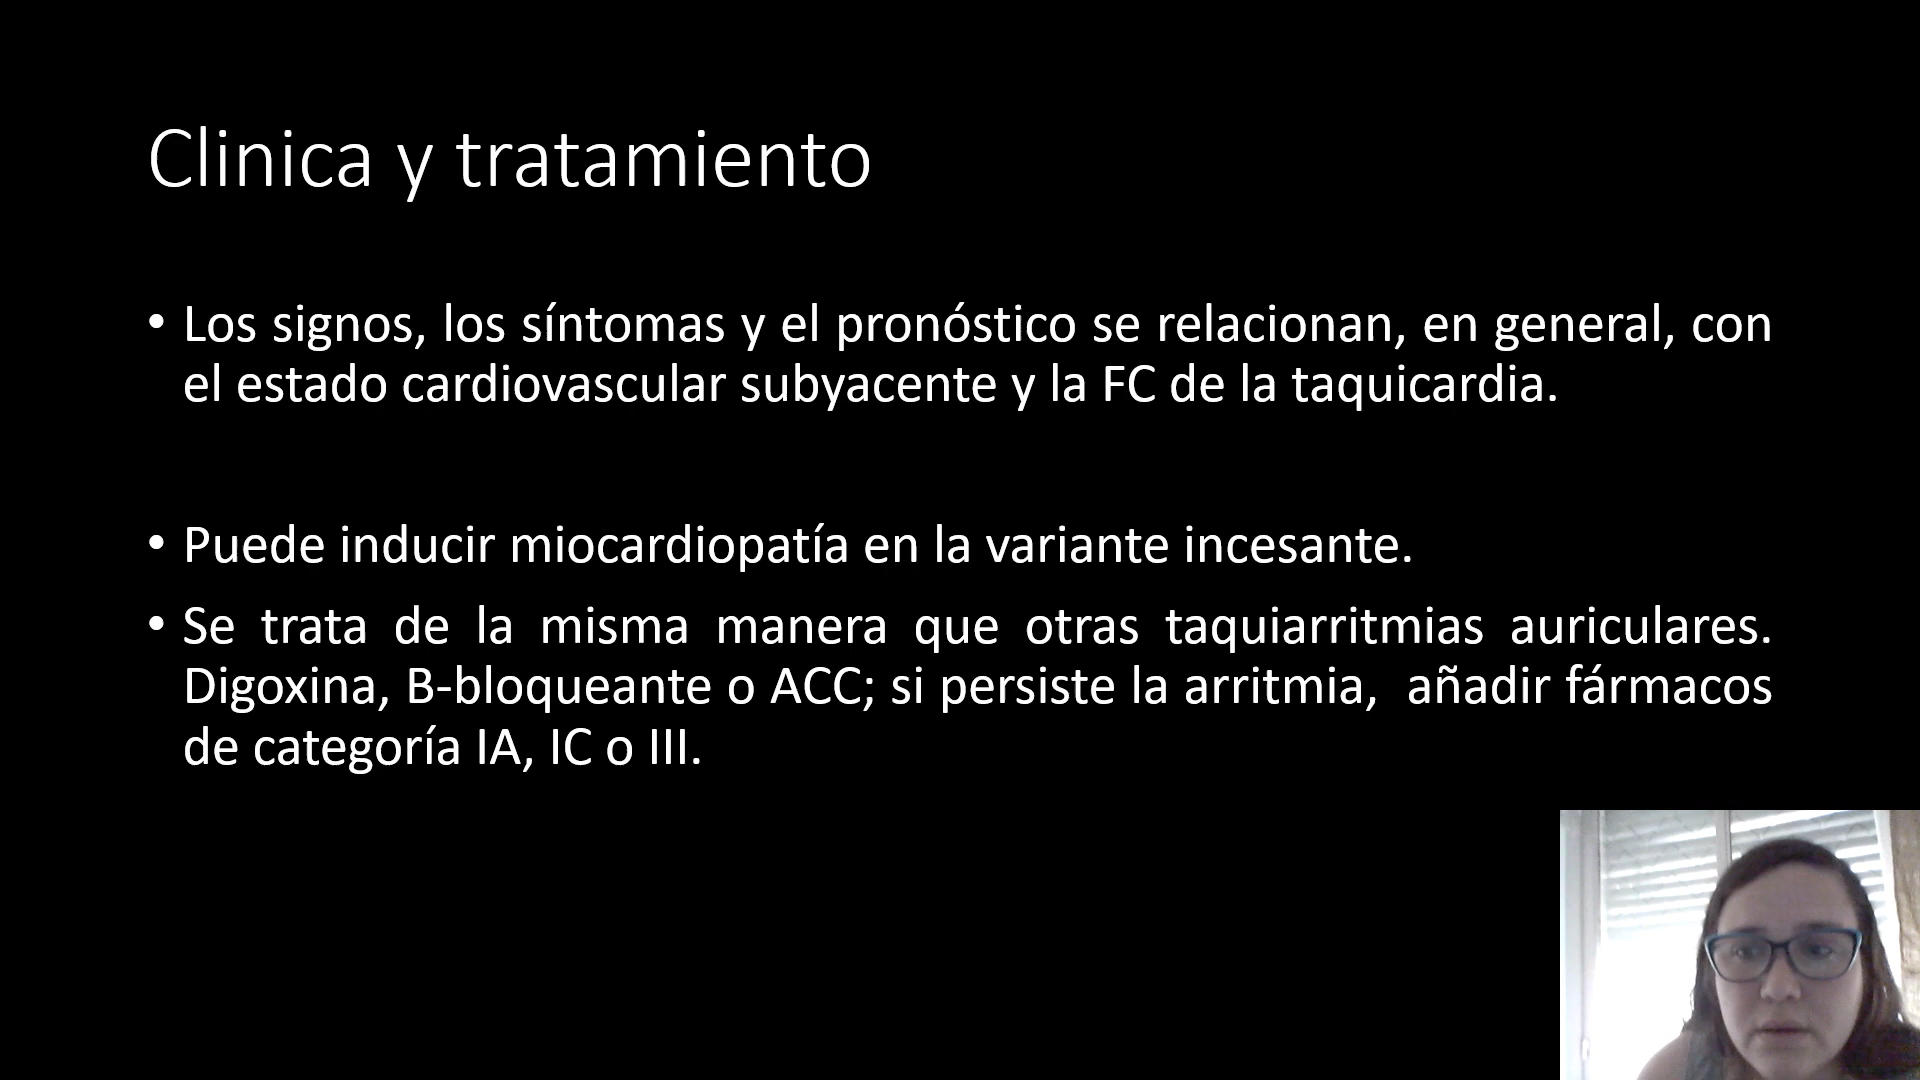 Clinica y tratamiento
• Los signos, los síntomas y el pronóstico se relacionan, en general, con
el estado cardiovascular subyacente y la FC de la taquicardia.
• Puede inducir miocardiopatía en la variante incesante.
• Se trata de la misma manera que otras taquiarritmias auriculares.
Digoxina, B-bloqueante o ACC; si persiste la arritmia, añadir fármacos
de categoría IA, IC o III.